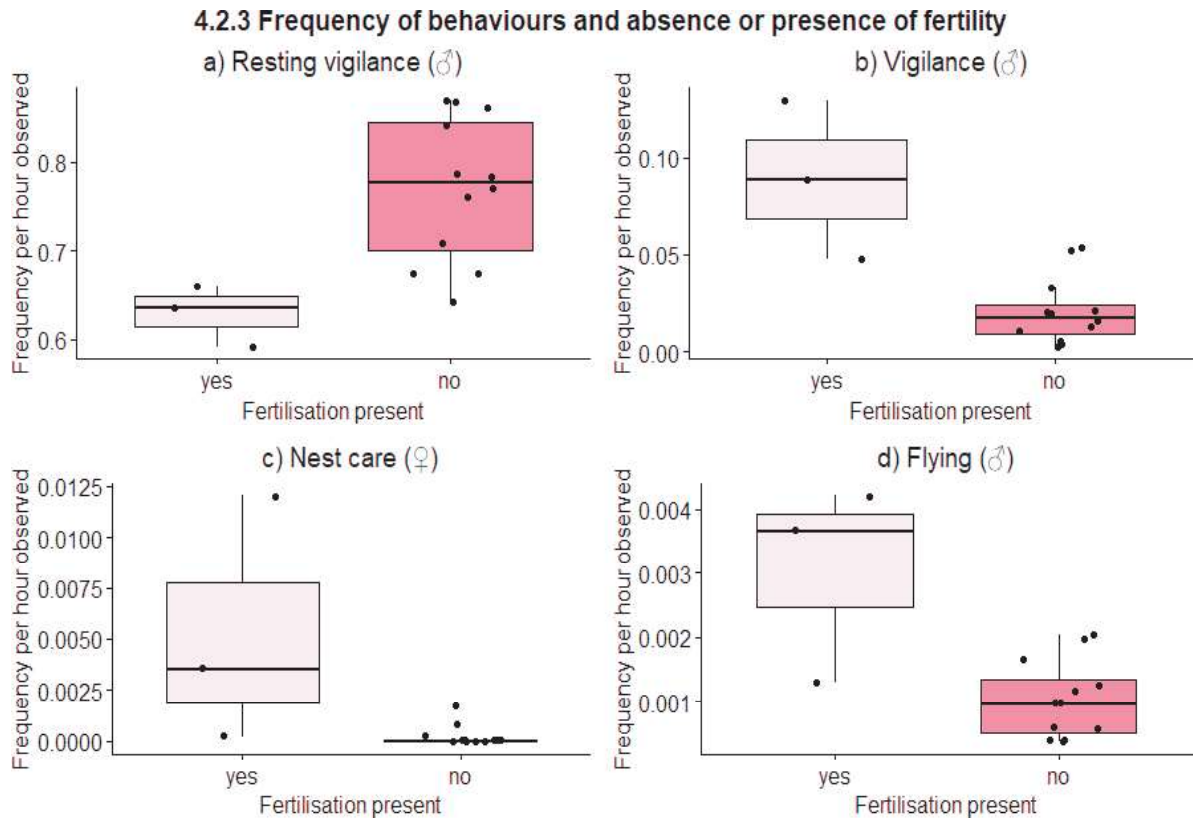 4.2.3 Frequency of behaviours and absence or presence of fertility
a) Resting vigilance (♂)
Frequency per hour observed
0.8
0.7
0.6
yes no
Fertilisation present
b) Vigilance (♂)
Frequency per hour observed
0.10
0.05
0.00
yes no
Fertilisation present
c) Nest care (♀)
Frequency per hour observed
0.0125
0.0100
0.0075
0.0050
0.0025
0.0000
yes no
Fertilisation present
d) Flying (♂)
Frequency per hour observed
0.004
0.003
0.002
0.001
yes no
Fertilisation present